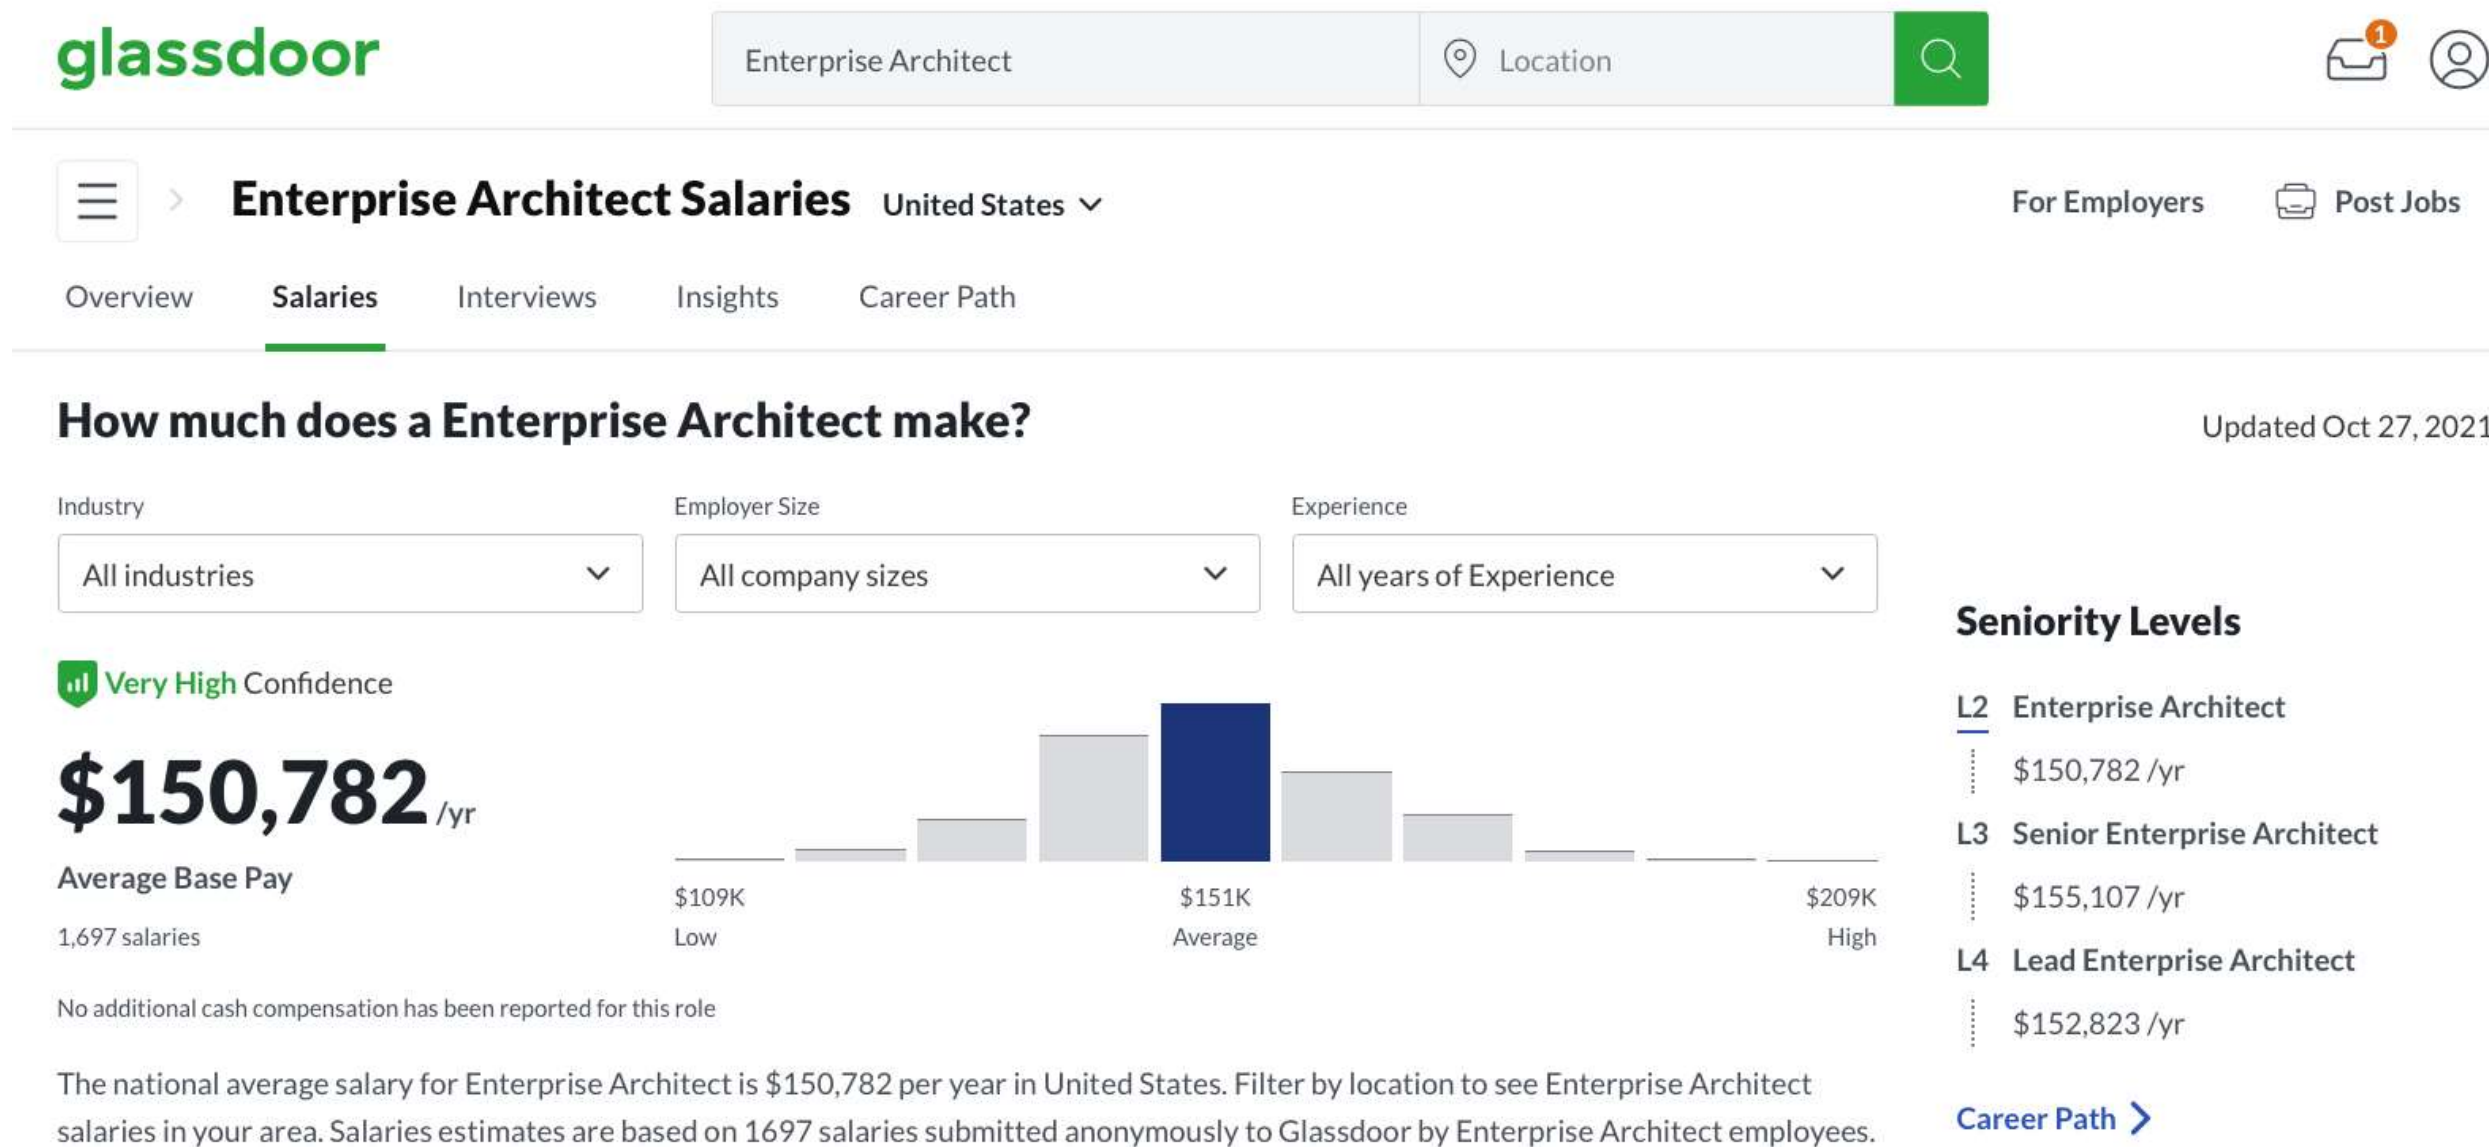 glassdoor
Enterprise Architect
Location
1
Enterprise Architect Salaries United States
For Employers
Post Jobs
Overview Salaries Interviews Insights Career Path
How much does a Enterprise Architect make?
Updated Oct 27, 2021
Industry
Employer Size
Experience
All industries
All company sizes
All years of Experience
Very High Confidence
$150,782 /yr
Average Base Pay
1,697 salaries
$109K
Low
$151K
Average
$209K
High
No additional cash compensation has been reported for this role
The national average salary for Enterprise Architect is $150,782 per year in United States. Filter by location to see Enterprise Architect
salaries in your area. Salaries estimates are based on 1697 salaries submitted anonymously to Glassdoor by Enterprise Architect employees.
Seniority Levels
L2 Enterprise Architect
$150,782 /yr
L3 Senior Enterprise Architect
$155,107 /yr
L4 Lead Enterprise Architect
$152,823 /yr
Career Path